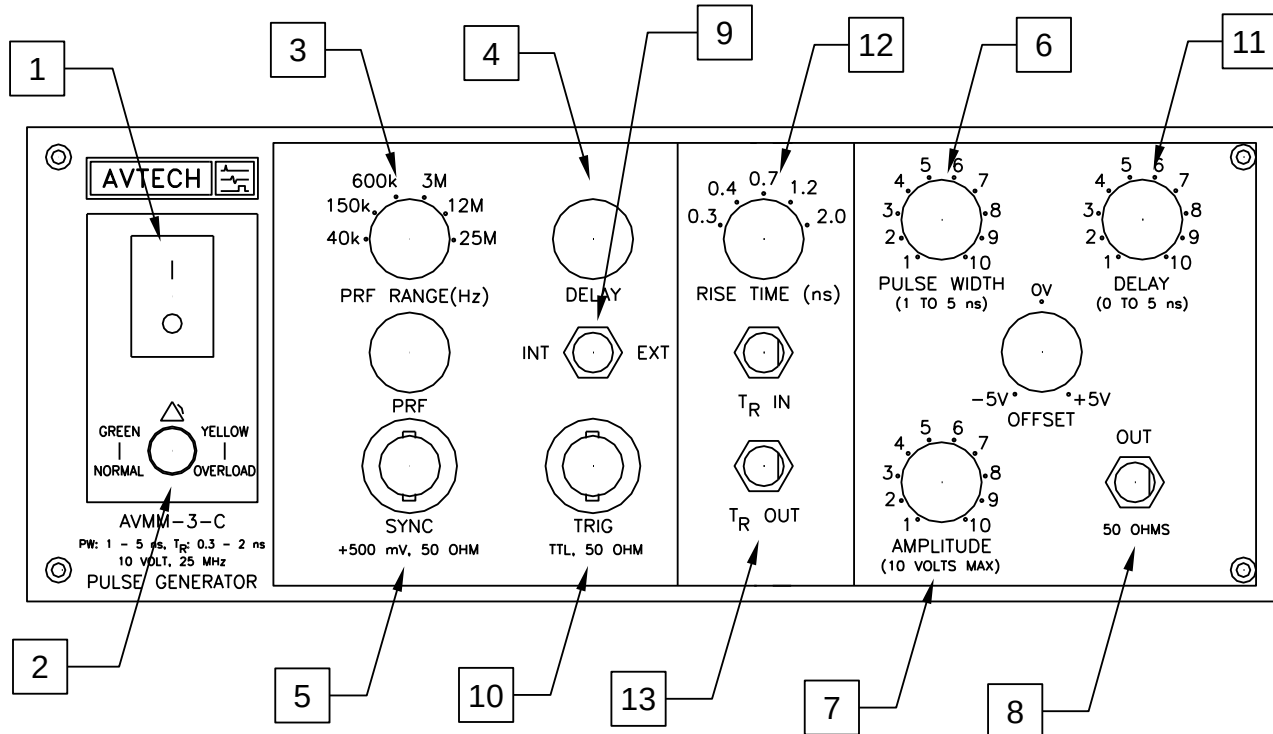 1
3
4
9
12
6
11
AVTECH
GREEN YELLOW
NORMAL OVERLOAD
AVMM-3-C
PW: 1 - 5 ns, TR: 0.3 - 2 ns
10 VOLT, 25 MHz
PULSE GENERATOR
40k 150k 600k 3M 12M 25M
PRF RANGE(Hz)
PRF
SYNC
+500 mV, 50 OHM
DELAY
INT EXT
TRIG
TTL, 50 OHM
0.3 0.4 0.7 1.2 2.0
RISE TIME (ns)
TR IN
TR OUT
1 2 3 4 5 6 7 8 9 10
PULSE WIDTH
(1 TO 5 ns)
1 2 3 4 5 6 7 8 9 10
DELAY
(0 TO 5 ns)
0V
-5V +5V
OFFSET
1 2 3 4 5 6 7 8 9 10
AMPLITUDE
(10 VOLTS MAX)
OUT
50 OHMS
2
5
10
13
7
8